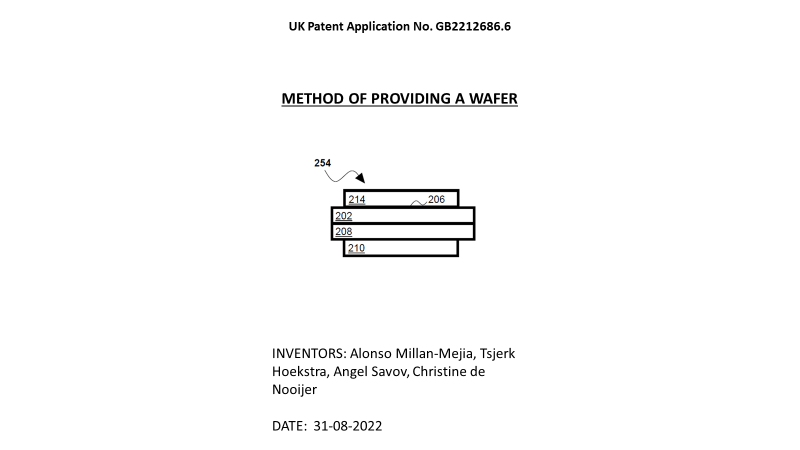 UK Patent Application No. GB2212686.6
METHOD OF PROVIDING A WAFER
254
214 206
202
208
210
INVENTORS: Alonso Millan-Mejia, Tsjerk
Hoekstra, Angel Savov, Christine de
Nooijer
DATE: 31-08-2022